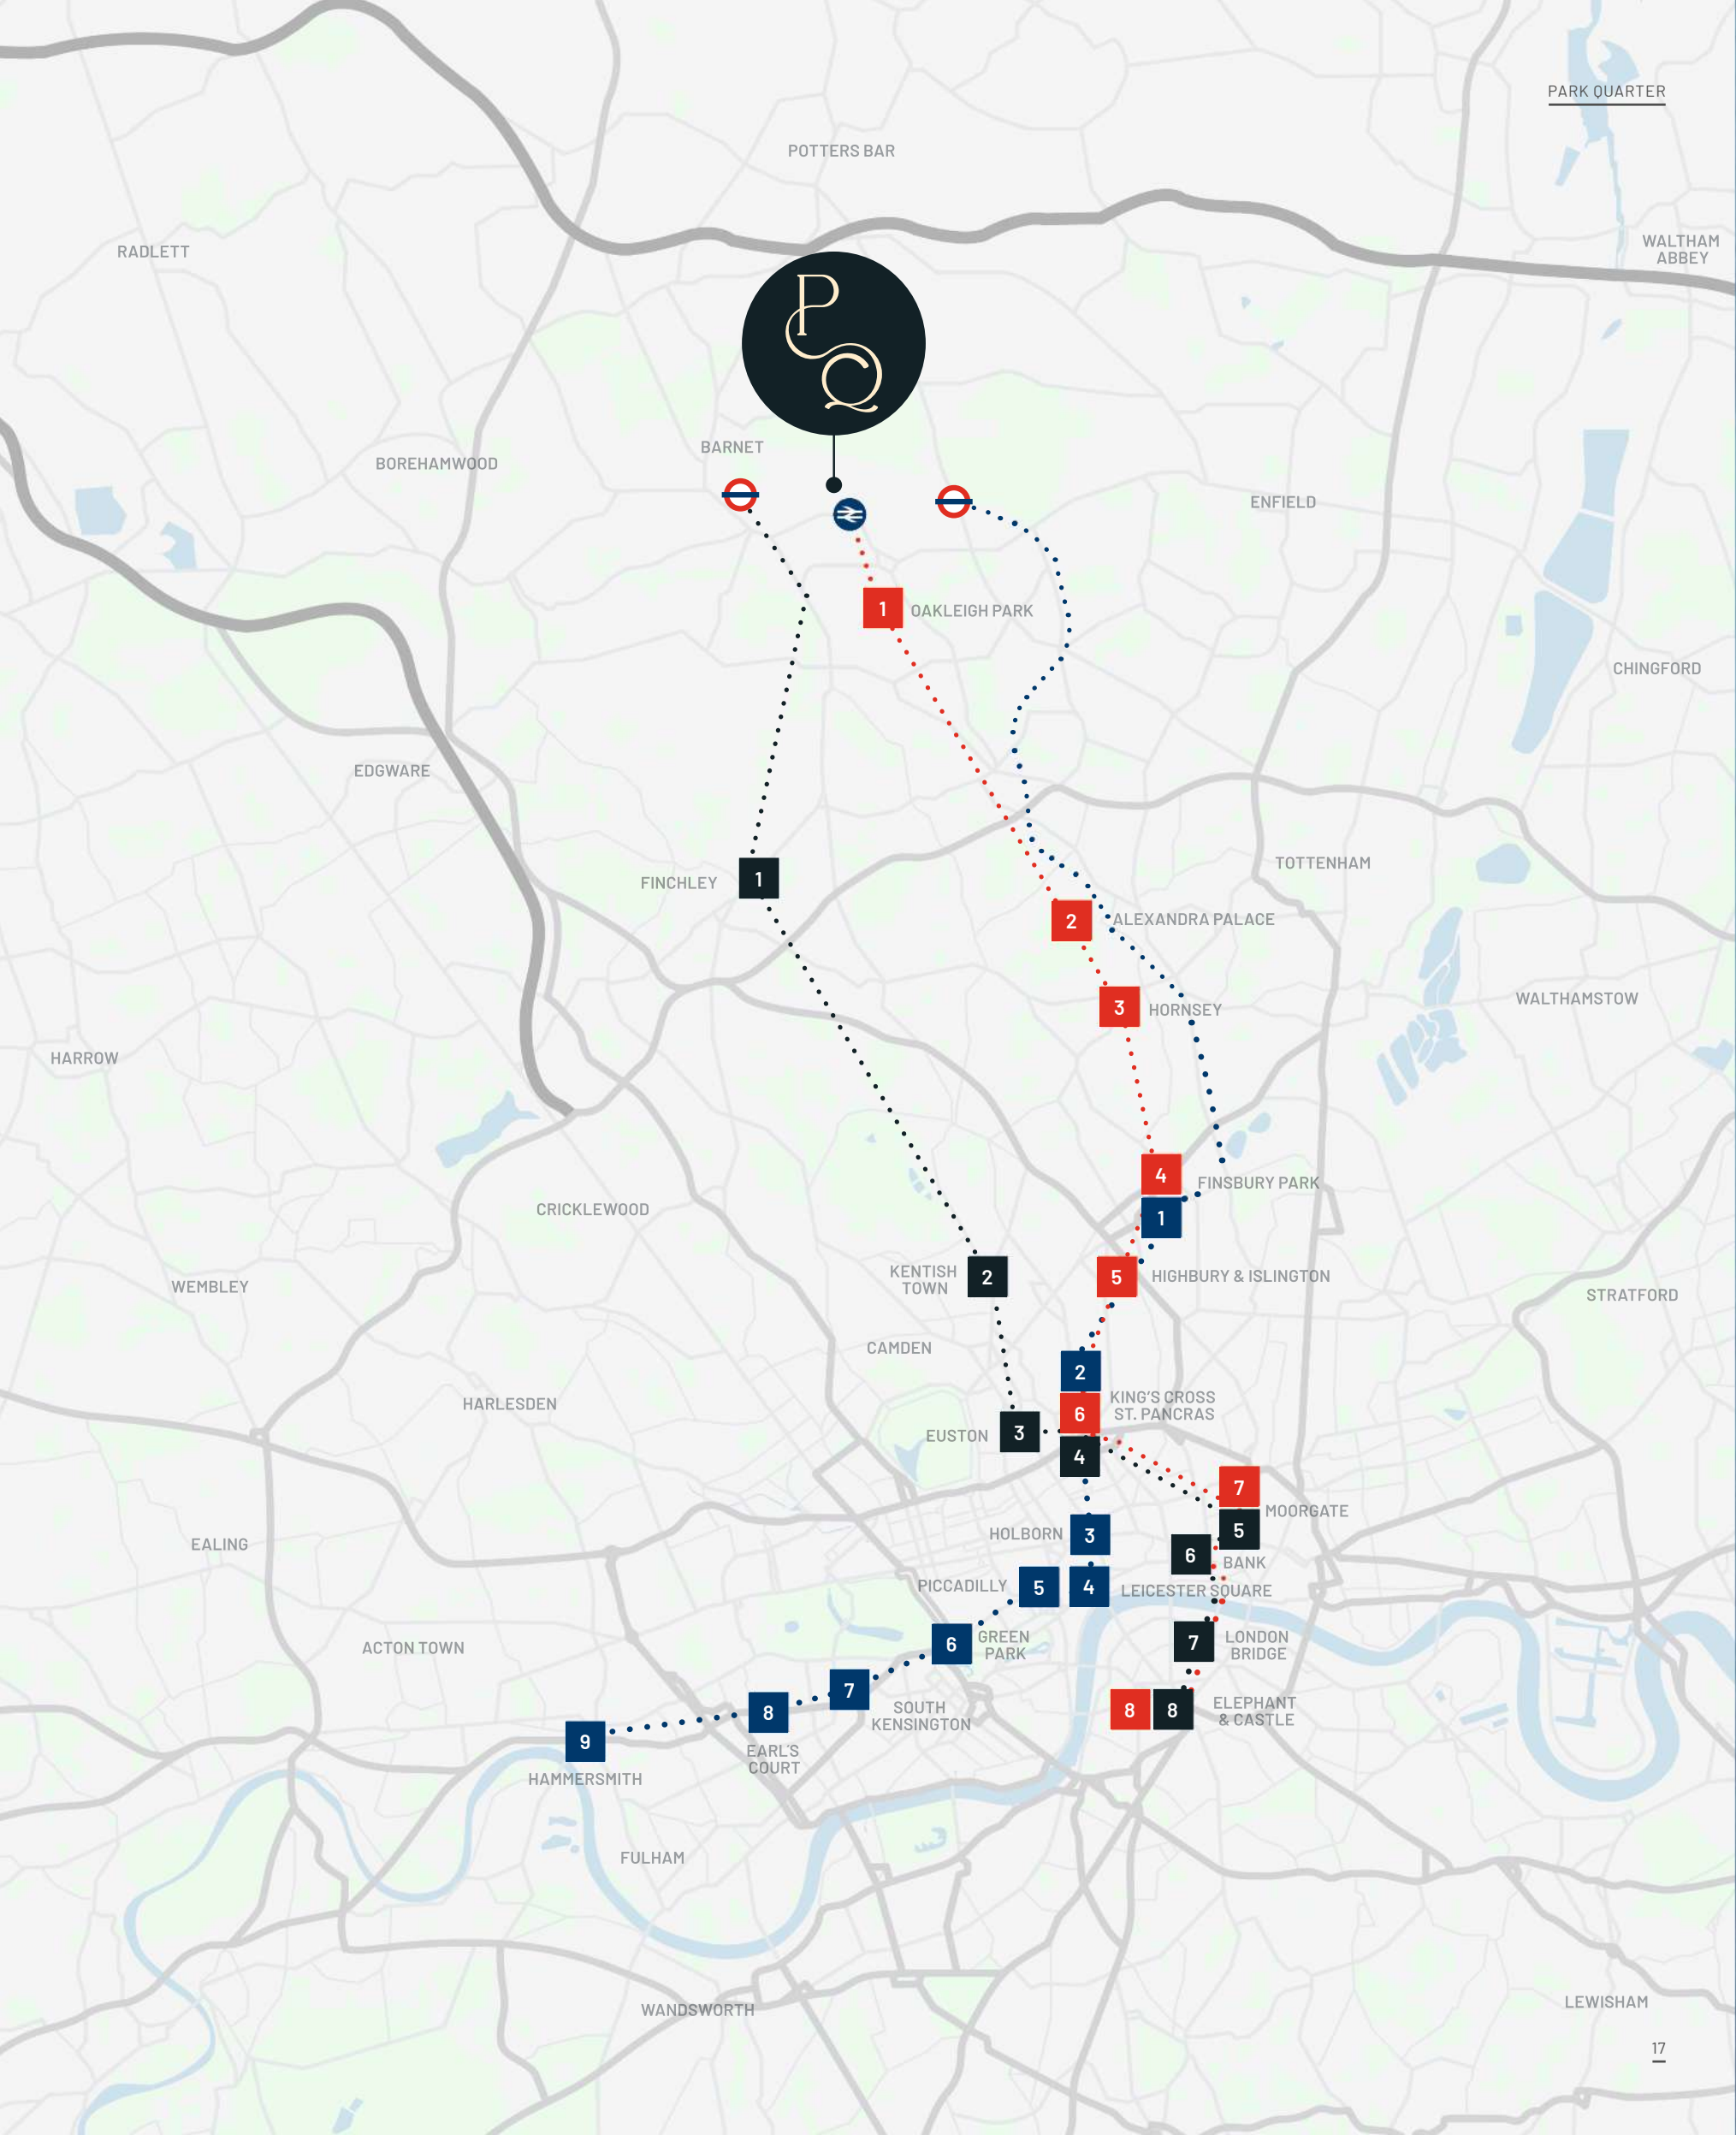 PARK QUARTER
POTTERS BAR
RADLETT
WALTHAM
ABBEY
P
Q
BARNET
BOREHAMWOOD
ENFIELD
1
OAKLEIGH PARK
CHINGFORD
EDGWARE
TOTTENHAM
FINCHLEY
1
2
ALEXANDRA PALACE
WALTHAMSTOW
3
HORNSEY
HARROW
4
FINSBURY PARK
CRICKLEWOOD
1
KENTISH
TOWN
2
5
HIGHBURY & ISLINGTON
WEMBLEY
STRATFORD
CAMDEN
2
KING'S CROSS
ST. PANCRAS
HARLESDEN
6
EUSTON
3
4
7
MOORGATE
5
HOLBORN
3
EALING
6
BANK
PICCADILLY
5
4
LEICESTER SQUARE
ACTON TOWN
6
GREEN
PARK
7
LONDON
BRIDGE
7
SOUTH
KENSINGTON
8
8
8
ELEPHANT
& CASTLE
9
EARL'S
COURT
HAMMERSMITH
FULHAM
WANDSWORTH
LEWISHAM
17